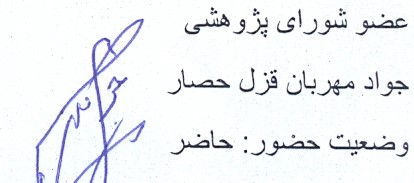 عضو شورای پژوهشی
جواد مهربان قزل حصار
وضعیت حضور: حاضر